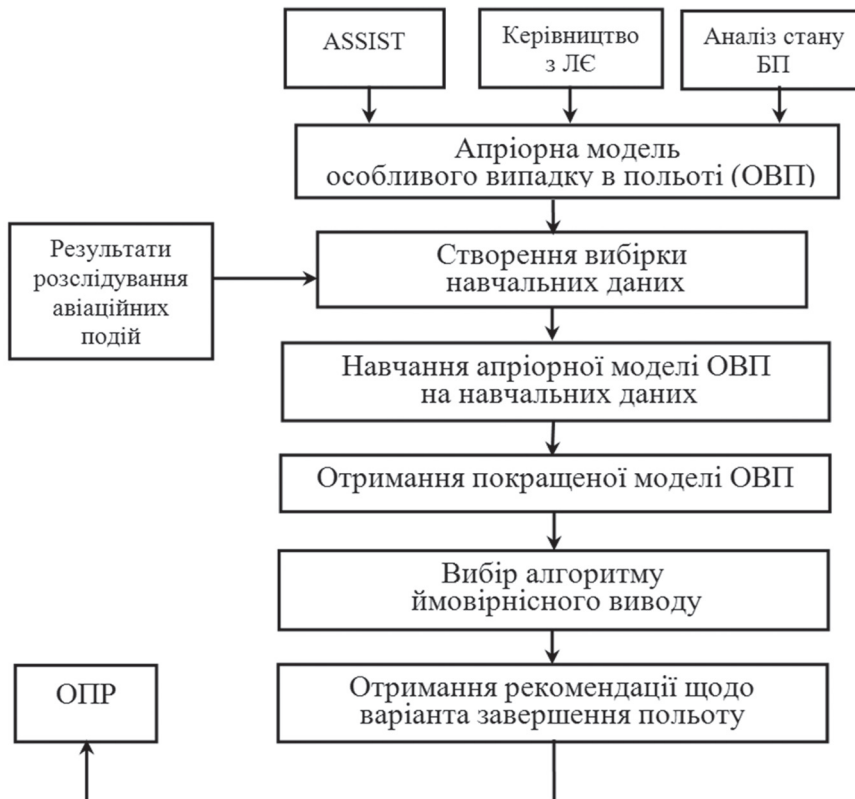 ASSIST
Керівництво
з ЛЄ
Аналіз стану
БП
Апріорна модель
особливого випадку в польоті (ОВП)
Результати
розслідування
авіаційних
подій
Створення вибірки
навчальних даних
Навчання апріорної моделі ОВП
на навчальних даних
Отримання покращеної моделі ОВП
Вибір алгоритму
ймовірнісного виводу
ОПР
Отримання рекомендації щодо
варіанта завершення польоту